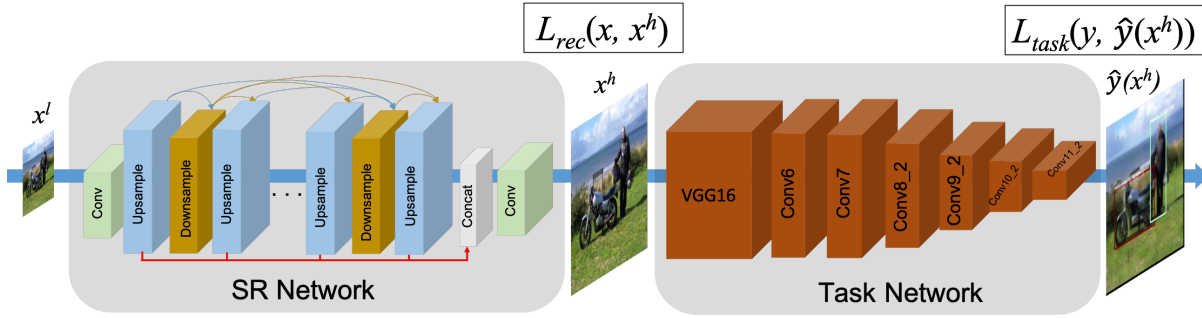 L_rec(x, x^h)
L_task(y, ŷ(x^h))
x^l
x^h
ŷ(x^h)
Conv
Upsample
Downsample
Upsample
. . .
Upsample
Downsample
Upsample
Concat
Conv
SR Network
VGG16
Conv6
Conv7
Conv8_2
Conv9_2
Conv10_2
Conv11_2
Task Network